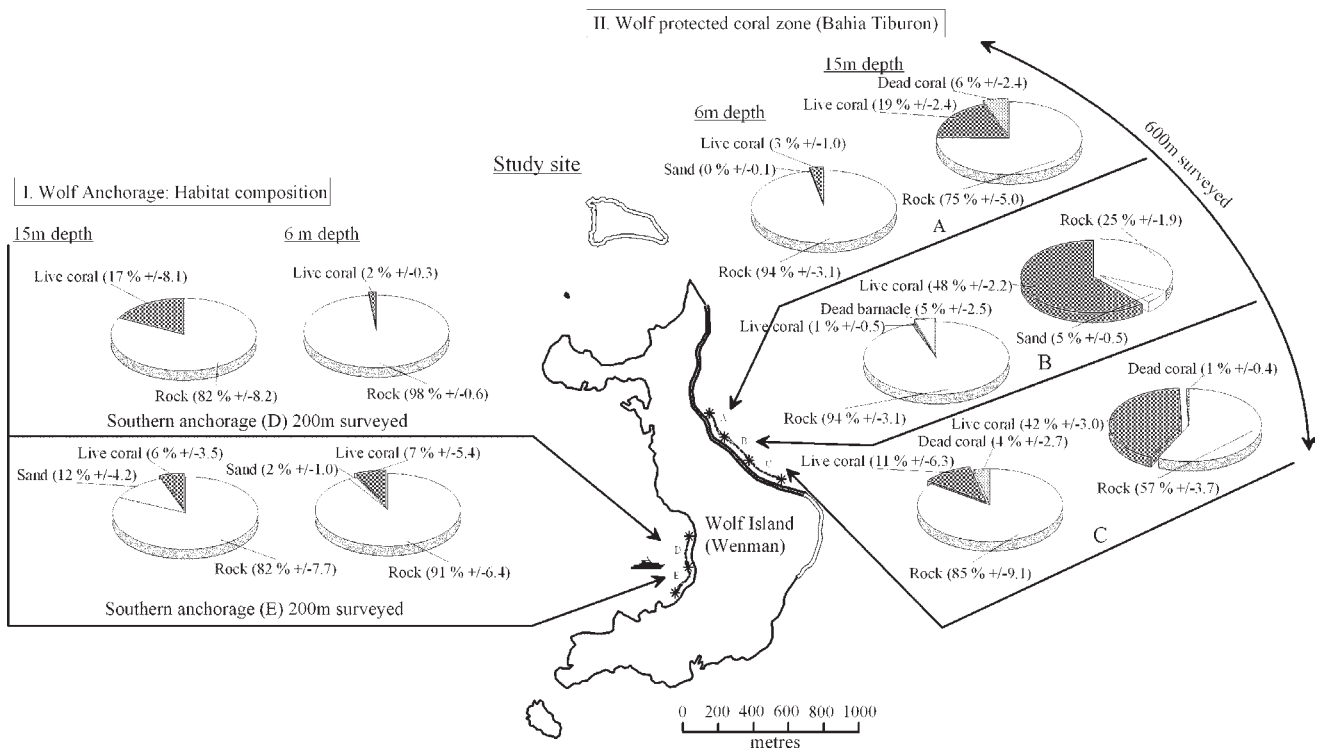 II. Wolf protected coral zone (Bahia Tiburon)
15m depth
Dead coral (6 % +/-2.4)
Live coral (19 % +/-2.4)
Rock (75 % +/-5.0)
6m depth
Live coral (3 % +/-1.0)
Sand (0 % +/-0.1)
Rock (94 % +/-3.1)
A
600m surveyed
Study site
I. Wolf Anchorage: Habitat composition
15m depth
6 m depth
Live coral (17 % +/-8.1)
Live coral (2 % +/-0.3)
Rock (82 % +/-8.2)
Rock (98 % +/-0.6)
Southern anchorage (D) 200m surveyed
Live coral (6 % +/-3.5)
Sand (12 % +/-4.2)
Rock (82 % +/-7.7)
Live coral (7 % +/-5.4)
Sand (2 % +/-1.0)
Rock (91 % +/-6.4)
Southern anchorage (E) 200m surveyed
Rock (25 % +/-1.9)
Live coral (48 % +/-2.2)
Sand (5 % +/-0.5)
Dead barnacle (5 % +/-2.5)
Live coral (1 % +/-0.5)
Rock (94 % +/-3.1)
B
Dead coral (1 % +/-0.4)
Live coral (42 % +/-3.0)
Rock (57 % +/-3.7)
Dead coral (4 % +/-2.7)
Live coral (11 % +/-6.3)
Rock (85 % +/-9.1)
C
A
B
C
D
E
Wolf Island
(Wenman)
0 200 400 600 800 1000
metres